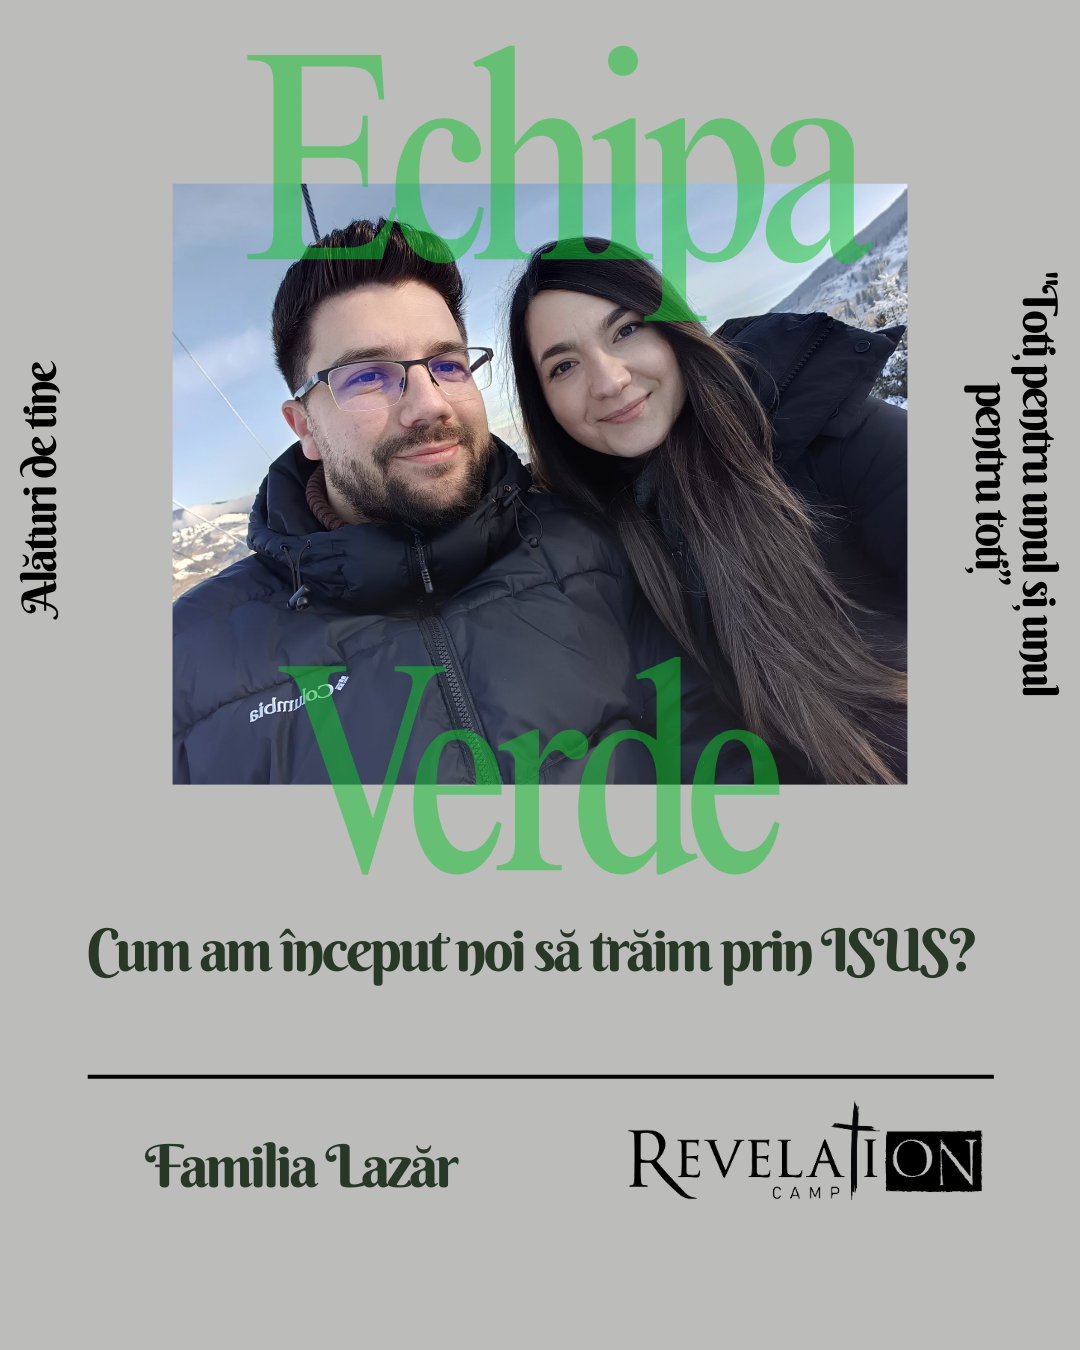 Echipa
Alături de tine
"Toți pentru unul și unul
pentru toți”
Columbia
Verde
Cum am început noi să trăim prin ISUS?
Familia Lazăr
REVELATION
CAMP